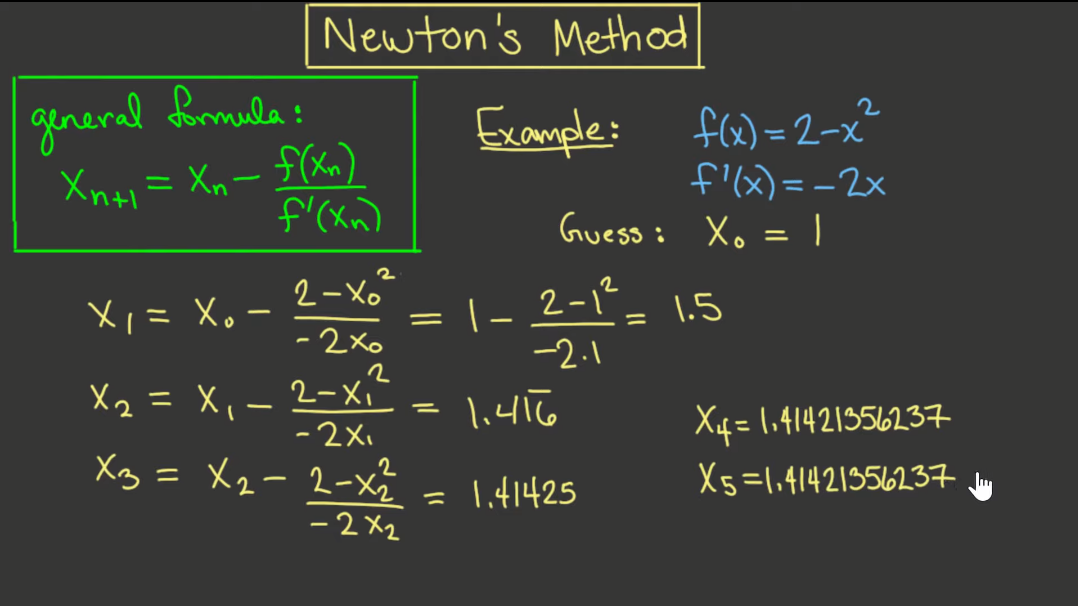 Newton's Method
general formula:
xₙ₊₁ = xₙ − f(xₙ)/f'(xₙ)
Example: f(x) = 2 − x²
f'(x) = −2x
Guess: x₀ = 1
x₁ = x₀ − (2 − x₀²)/(−2x₀) = 1 − (2 − 1²)/(−2·1) = 1.5
x₂ = x₁ − (2 − x₁²)/(−2x₁) = 1.416̅
x₃ = x₂ − (2 − x₂²)/(−2x₂) = 1.41425
x₄ = 1.41421356237
x₅ = 1.41421356237